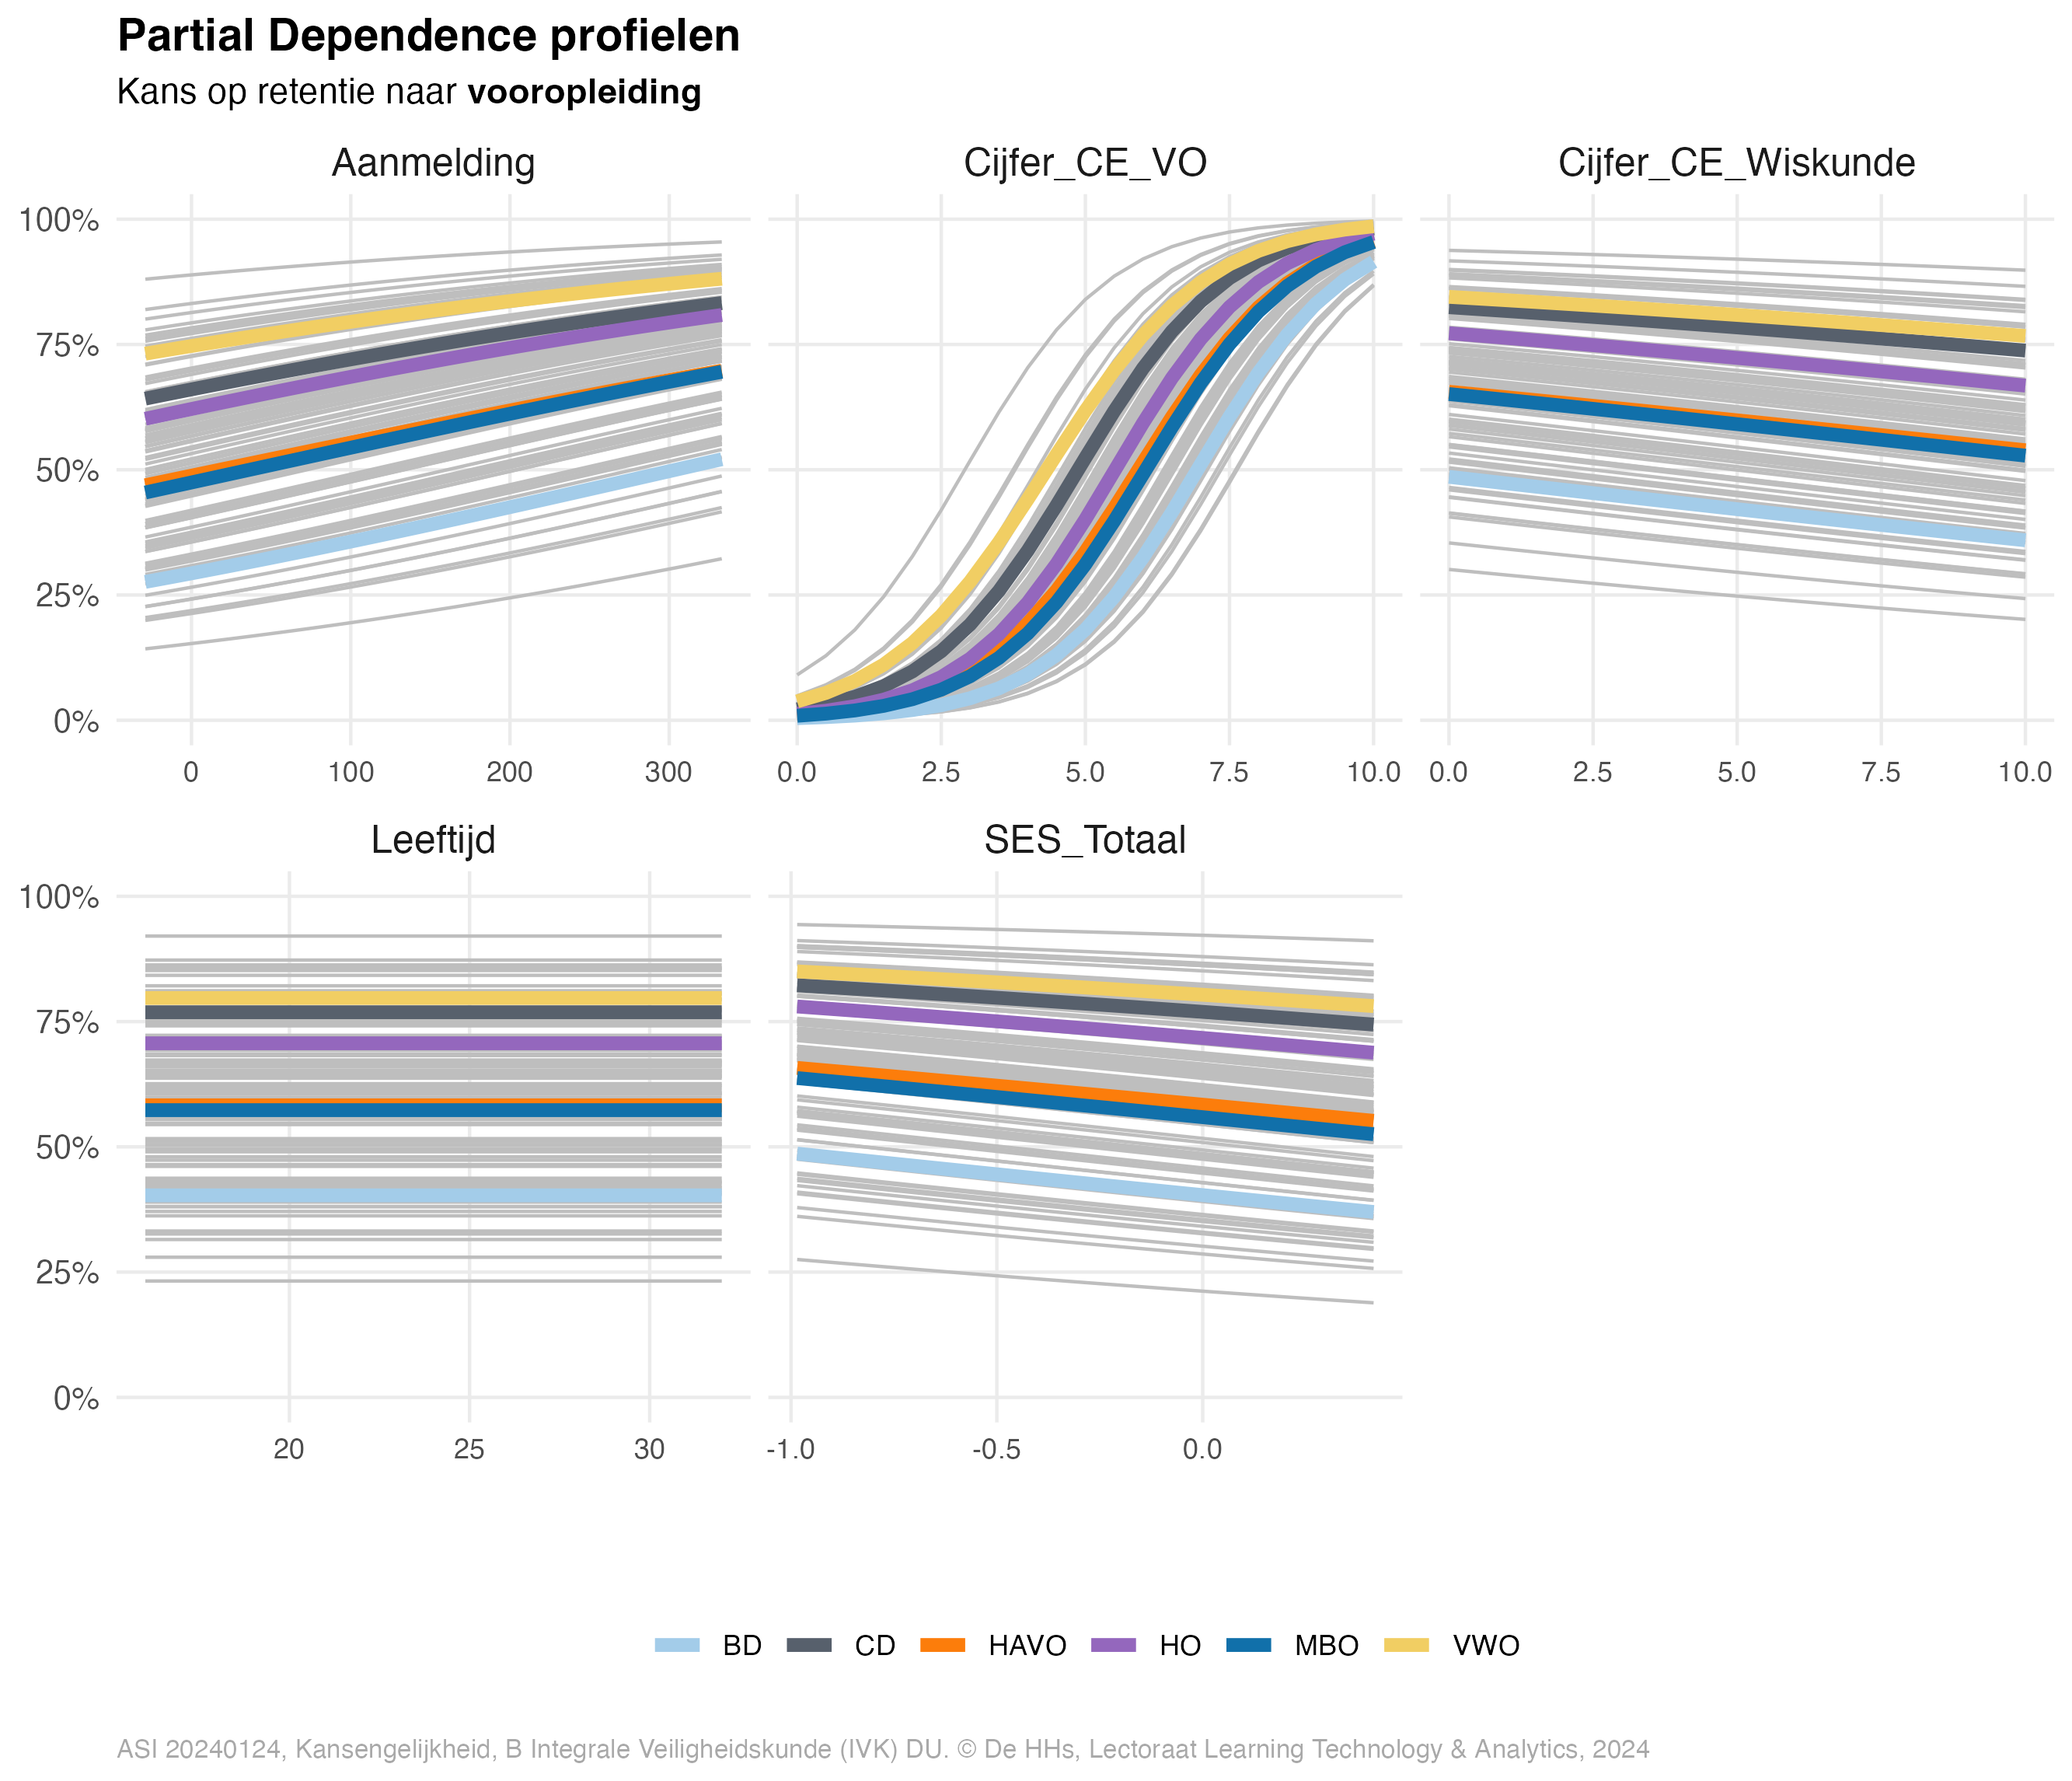 Partial Dependence profielen
Kans op retentie naar vooropleiding
Aanmelding
Cijfer_CE_VO
Cijfer_CE_Wiskunde
100%
75%
50%
25%
0%
0 100 200 300
0.0 2.5 5.0 7.5 10.0
0.0 2.5 5.0 7.5 10.0
Leeftijd
SES_Totaal
100%
75%
50%
25%
0%
20 25 30
-1.0 -0.5 0.0
BD CD HAVO HO MBO VWO
ASI 20240124, Kansengelijkheid, B Integrale Veiligheidskunde (IVK) DU. © De HHs, Lectoraat Learning Technology & Analytics, 2024